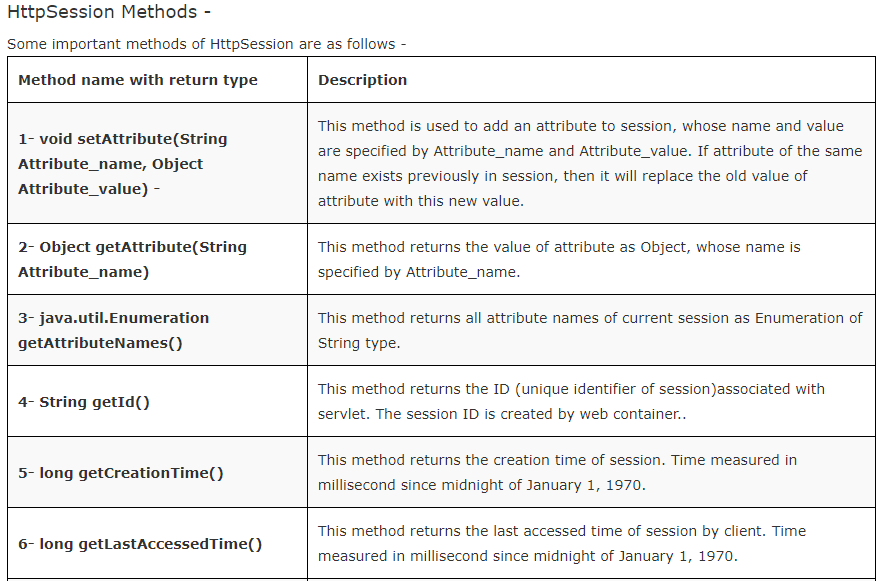 HttpSession Methods -
Some important methods of HttpSession are as follows -
Method name with return type
Description
1- void setAttribute(String
Attribute_name, Object
Attribute_value) -
This method is used to add an attribute to session, whose name and value
are specified by Attribute_name and Attribute_value. If attribute of the same
name exists previously in session, then it will replace the old value of
attribute with this new value.
2- Object getAttribute(String
Attribute_name)
This method returns the value of attribute as Object, whose name is
specified by Attribute_name.
3- java.util.Enumeration
getAttributeNames()
This method returns all attribute names of current session as Enumeration of
String type.
4- String getId()
This method returns the ID (unique identifier of session)associated with
servlet. The session ID is created by web container..
5- long getCreationTime()
This method returns the creation time of session. Time measured in
millisecond since midnight of January 1, 1970.
6- long getLastAccessedTime()
This method returns the last accessed time of session by client. Time
measured in millisecond since midnight of January 1, 1970.